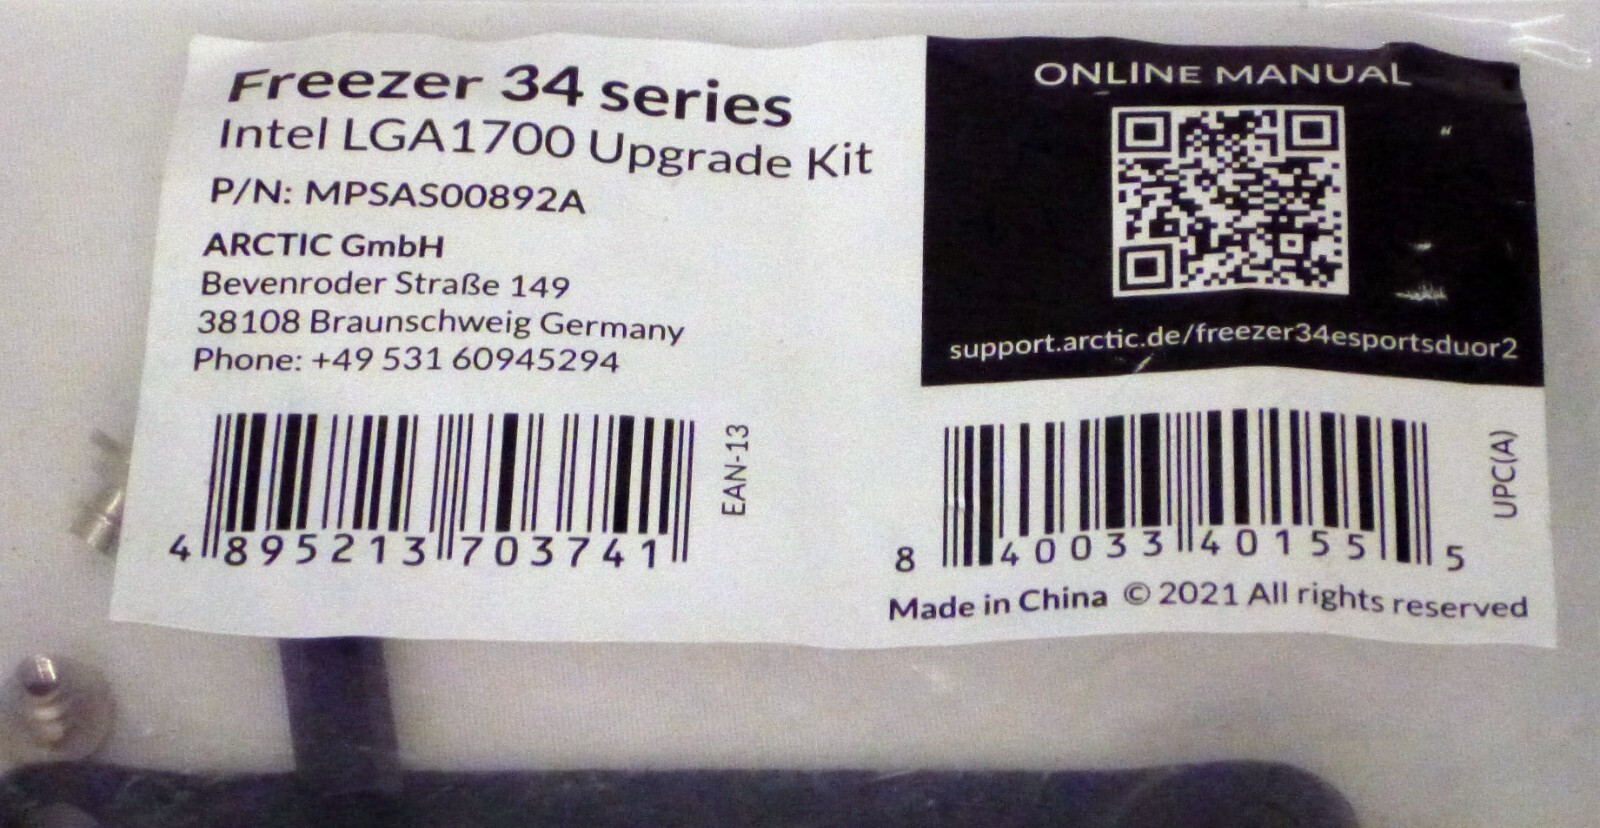 Freezer 34 series
Intel LGA1700 Upgrade Kit
P/N: MPSAS00892A
ARCTIC GmbH
Bevenroder Straße 149
38108 Braunschweig Germany
Phone: +49 531 60945294
4 895213 703741
EAN-13
ONLINE MANUAL
support.arctic.de/freezer34esportsduor2
8 40033 40155 5
UPC(A)
Made in China © 2021 All rights reserved